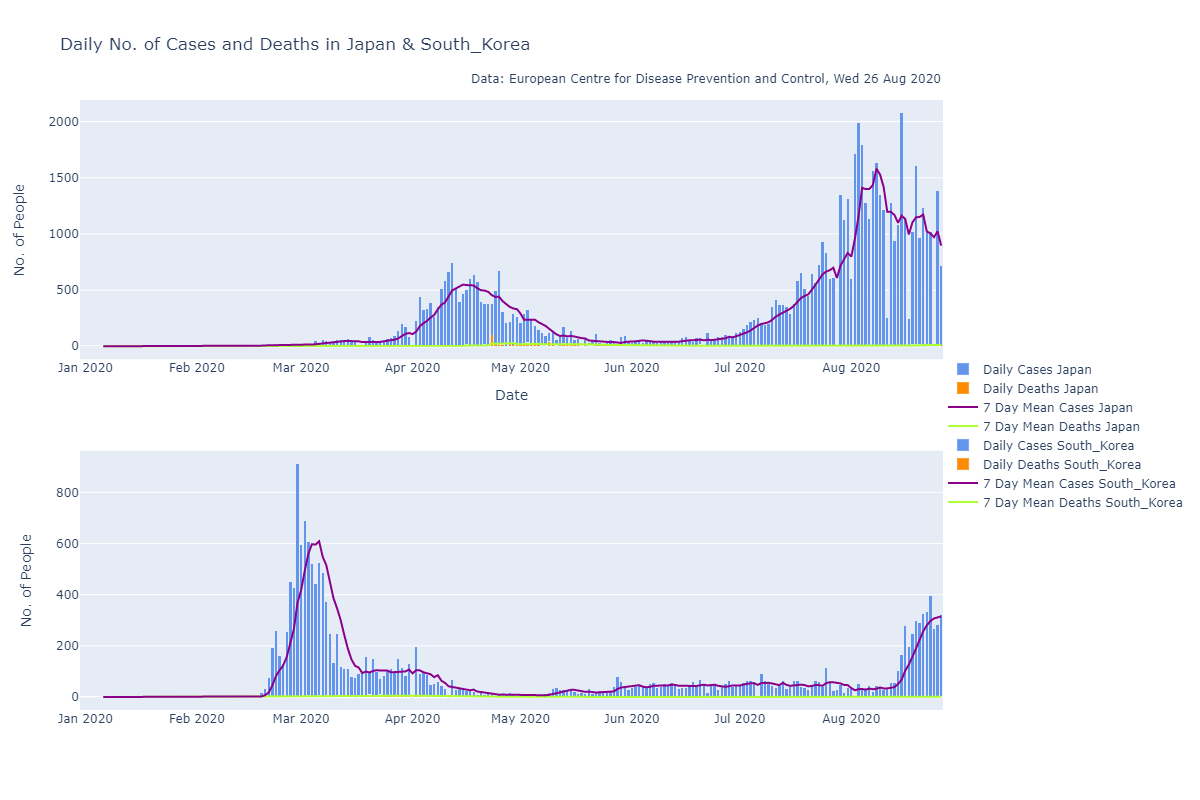 Daily No. of Cases and Deaths in Japan & South_Korea
Data: European Centre for Disease Prevention and Control, Wed 26 Aug 2020
No. of People
2000
1500
1000
500
0
Jan 2020 Feb 2020 Mar 2020 Apr 2020 May 2020 Jun 2020 Jul 2020 Aug 2020
Date
Daily Cases Japan
Daily Deaths Japan
7 Day Mean Cases Japan
7 Day Mean Deaths Japan
Daily Cases South_Korea
Daily Deaths South_Korea
7 Day Mean Cases South_Korea
7 Day Mean Deaths South_Korea
No. of People
800
600
400
200
0
Jan 2020 Feb 2020 Mar 2020 Apr 2020 May 2020 Jun 2020 Jul 2020 Aug 2020